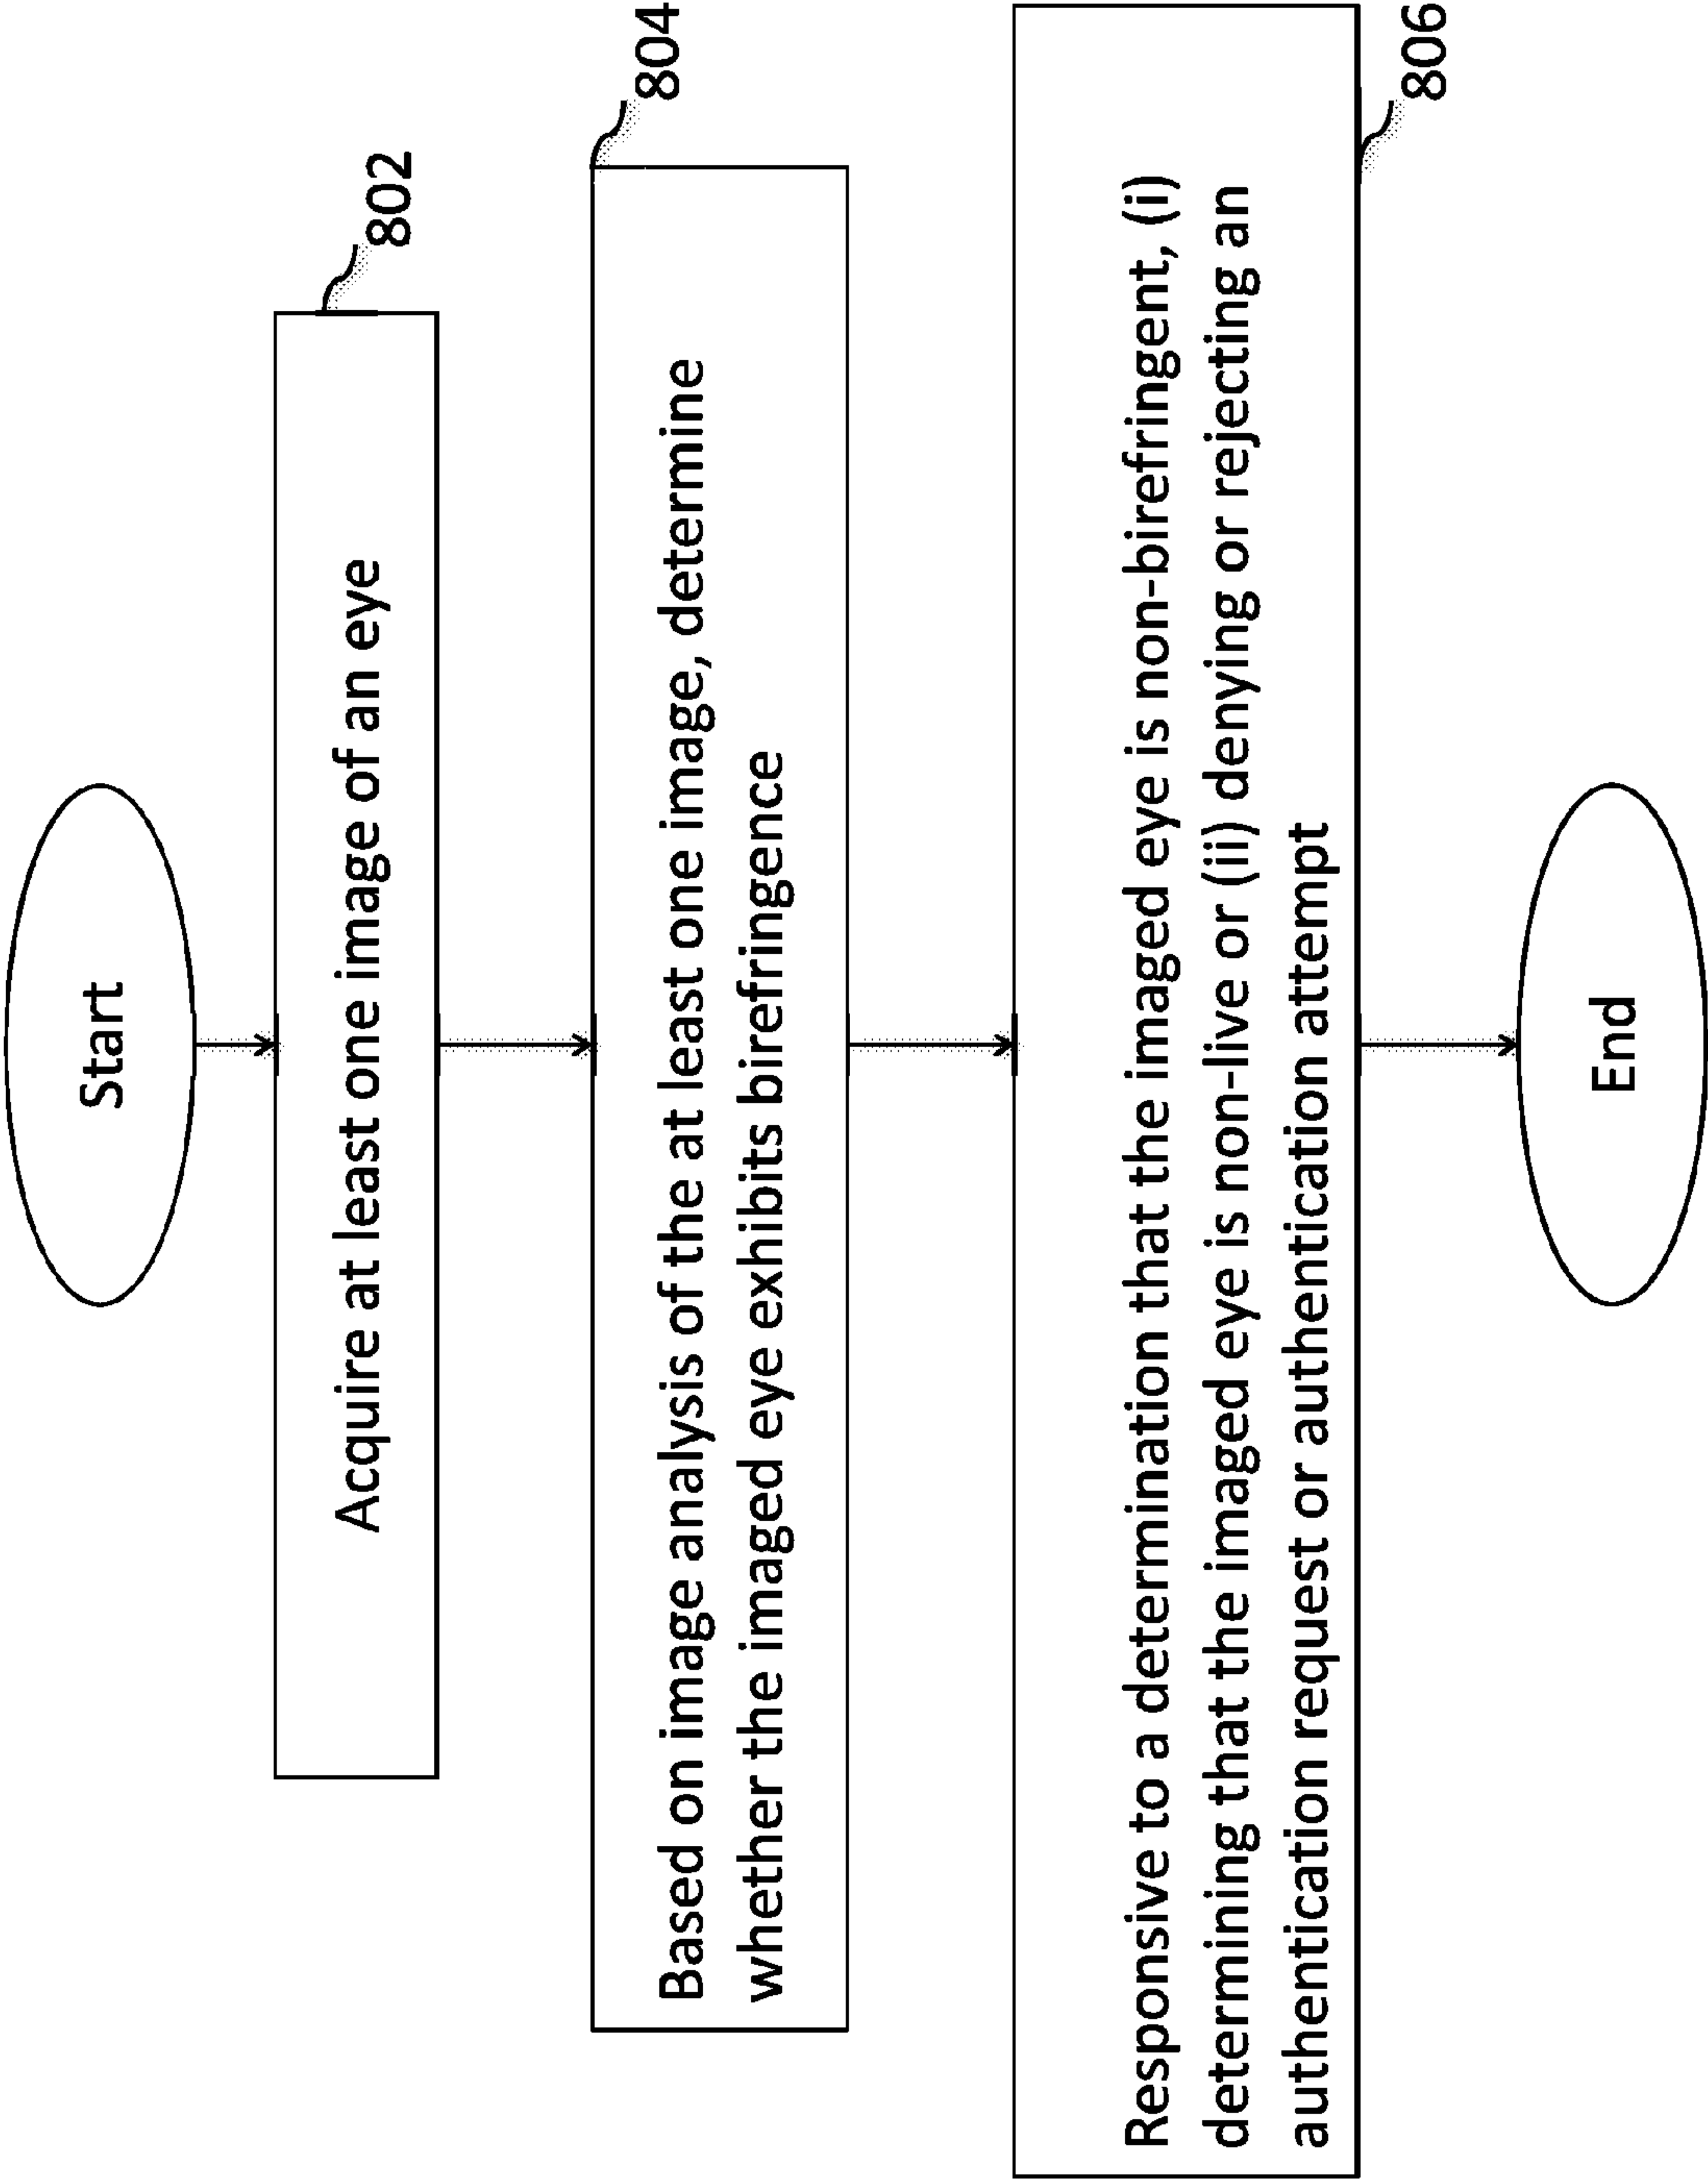 Start
Acquire at least one image of an eye
802
Based on image analysis of the at least one image, determine
whether the imaged eye exhibits birefringence
804
Responsive to a determination that the imaged eye is non-birefringent, (i)
determining that the imaged eye is non-live or (ii) denying or rejecting an
authentication request or authentication attempt
806
End